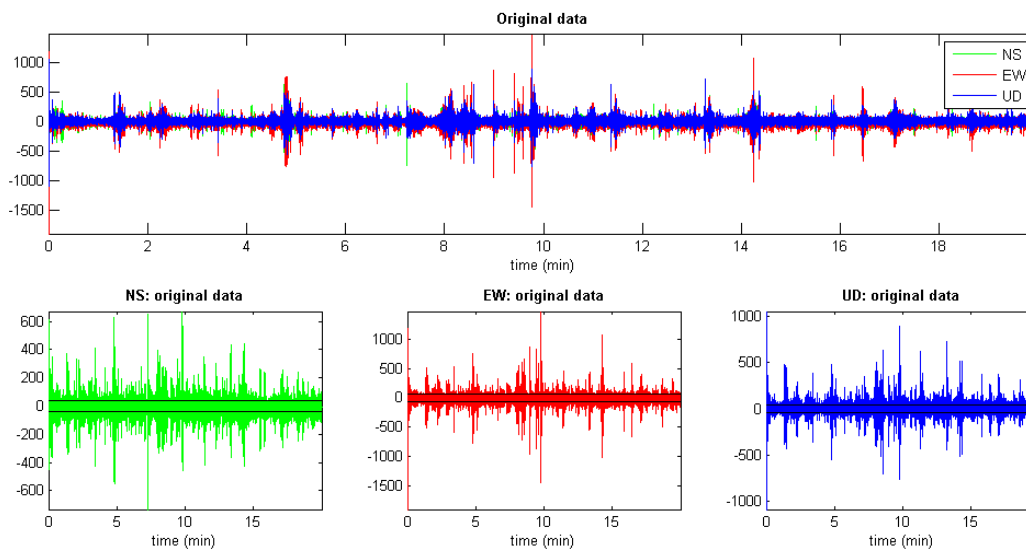 Original data
1000
500
0
-500
-1000
-1500
NS
EW
UD
0 2 4 6 8 10 12 14 16 18
time (min)
NS: original data
600
400
200
0
-200
-400
-600
0 5 10 15
time (min)
EW: original data
1000
500
0
-500
-1000
-1500
0 5 10 15
time (min)
UD: original data
1000
500
0
-500
-1000
0 5 10 15
time (min)